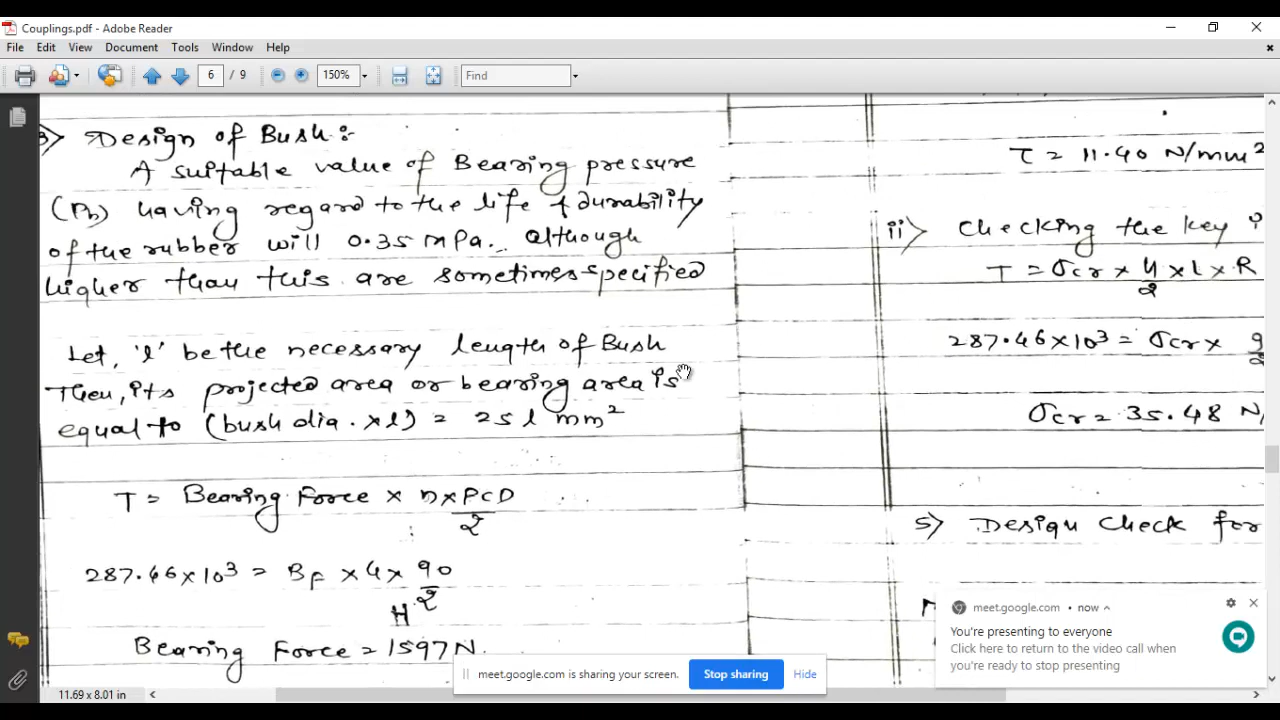 Couplings.pdf - Adobe Reader
File Edit View Document Tools Window Help
6 / 9 150% Find
3) Design of Bush :-
A suitable value of Bearing pressure
(Pb) having regard to the life & durability
of the rubber will 0.35 MPa. although
higher than this are sometimes specified
Let, 'l' be the necessary length of Bush
Then, its projected area or bearing area is
equal to (bush dia. x l) = 25 l mm²
T = Bearing Force x n x PCD/2
287.46 x 10³ = BF x 4 x 90/2
Bearing Force = 1597 N.
τ = 11.40 N/mm²
ii) Checking the key
T = σcr x 4/2 x l x R
287.46 x 10³ = σcr x 9/2
σcr = 35.48 N/
5) Design Check for
meet.google.com • now
You're presenting to everyone
Click here to return to the video call when
you're ready to stop presenting
meet.google.com is sharing your screen. Stop sharing Hide
11.69 x 8.01 in